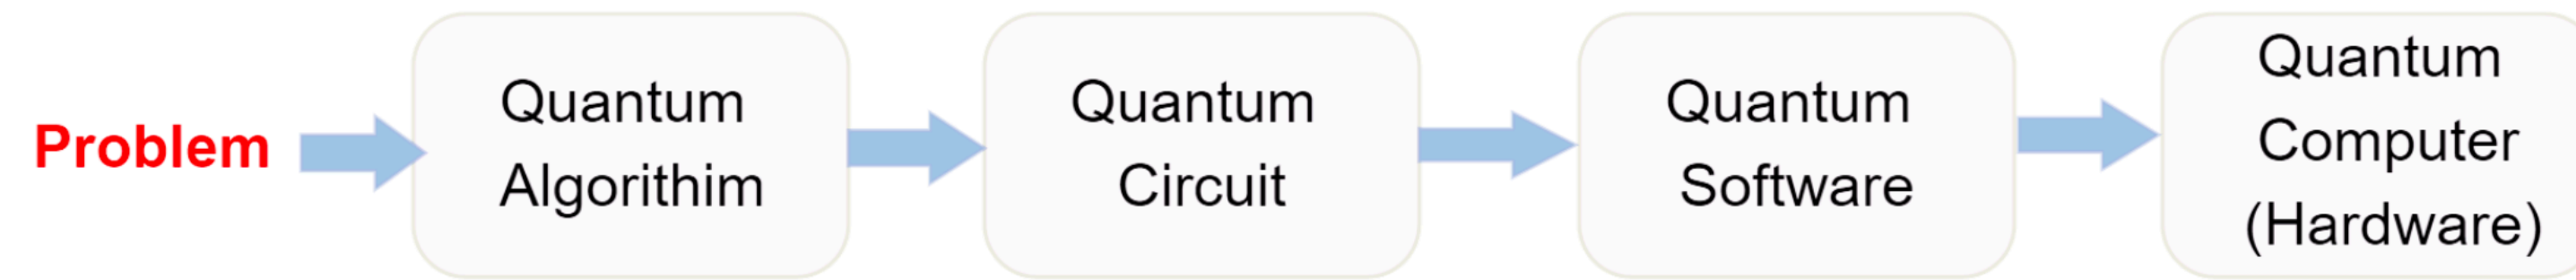 Problem
Quantum
Algorithim
Quantum
Circuit
Quantum
Software
Quantum
Computer
(Hardware)